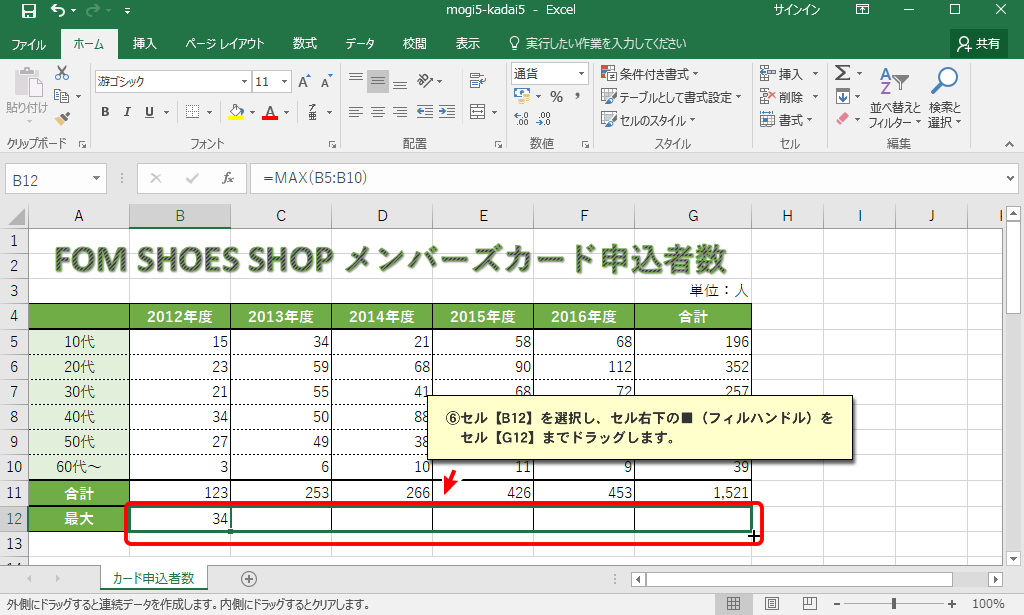 mogi5-kadai5 - Excel
サインイン
ファイル ホーム 挿入 ページ レイアウト 数式 データ 校閲 表示 実行したい作業を入力してください 共有
貼り付け
游ゴシック 11
B I U
通貨
% ,
条件付き書式
テーブルとして書式設定
セルのスタイル
挿入
削除
書式
並べ替えと
フィルター
検索と
選択
クリップボード フォント 配置 数値 スタイル セル 編集
B12 fx =MAX(B5:B10)
A B C D E F G H I J
1 FOM SHOES SHOP メンバーズカード申込者数
2
3 単位：人
4 2012年度 2013年度 2014年度 2015年度 2016年度 合計
5 10代 15 34 21 58 68 196
6 20代 23 59 68 90 112 352
7 30代 21 55 41 68 72 257
8 40代 34 50 88
9 50代 27 49 38
10 60代～ 3 6 10 11 9 39
11 合計 123 253 266 426 453 1,521
12 最大 34
13
⑥セル【B12】を選択し、セル右下の■（フィルハンドル）を
セル【G12】までドラッグします。
カード申込者数
外側にドラッグすると連続データを作成します。内側にドラッグするとクリアします。
100%